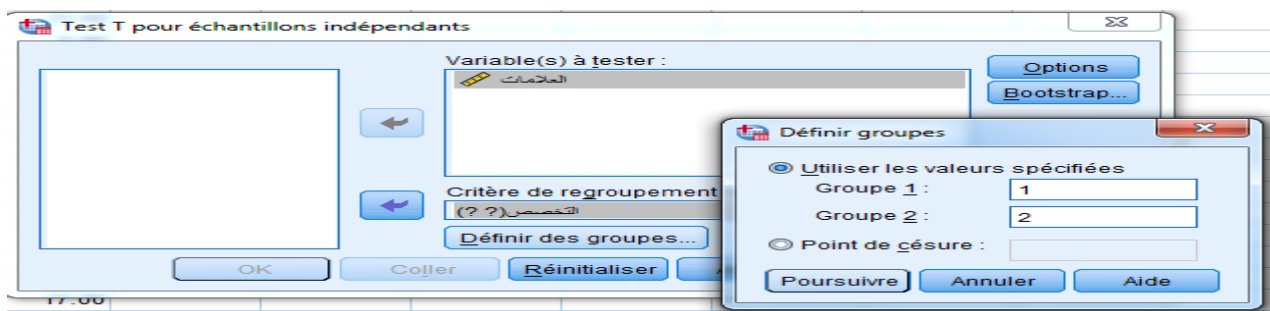 Test T pour échantillons indépendants
Variable(s) à tester :
العلامات
Options
Bootstrap...
Critère de regroupement
التخصص(? ?)
Définir des groupes...
OK
Coller
Réinitialiser
Définir groupes
Utiliser les valeurs spécifiées
Groupe 1 :
1
Groupe 2 :
2
Point de césure :
Poursuivre
Annuler
Aide
17.00